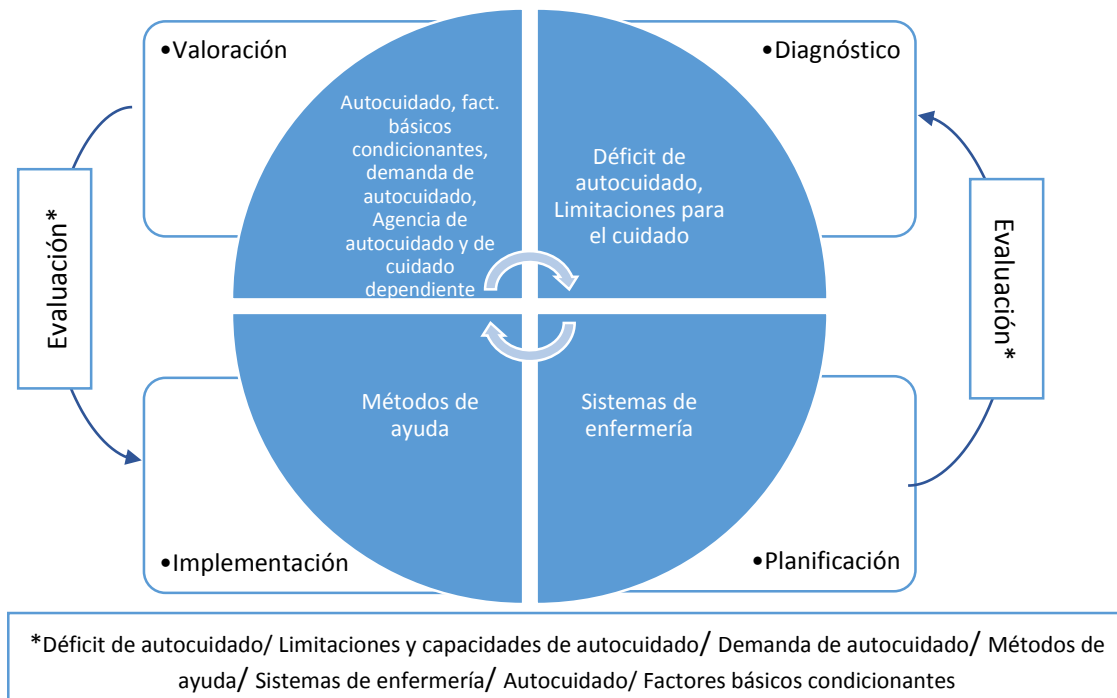 •Valoración
Autocuidado, fact.
básicos
condicionantes,
demanda de
autocuidado,
Agencia de
autocuidado y de
cuidado
dependiente
•Diagnóstico
Déficit de
autocuidado,
Limitaciones para
el cuidado
Evaluación*
Evaluación*
Métodos de
ayuda
•Implementación
Sistemas de
enfermería
•Planificación
*Déficit de autocuidado/ Limitaciones y capacidades de autocuidado/ Demanda de autocuidado/ Métodos de
ayuda/ Sistemas de enfermería/ Autocuidado/ Factores básicos condicionantes